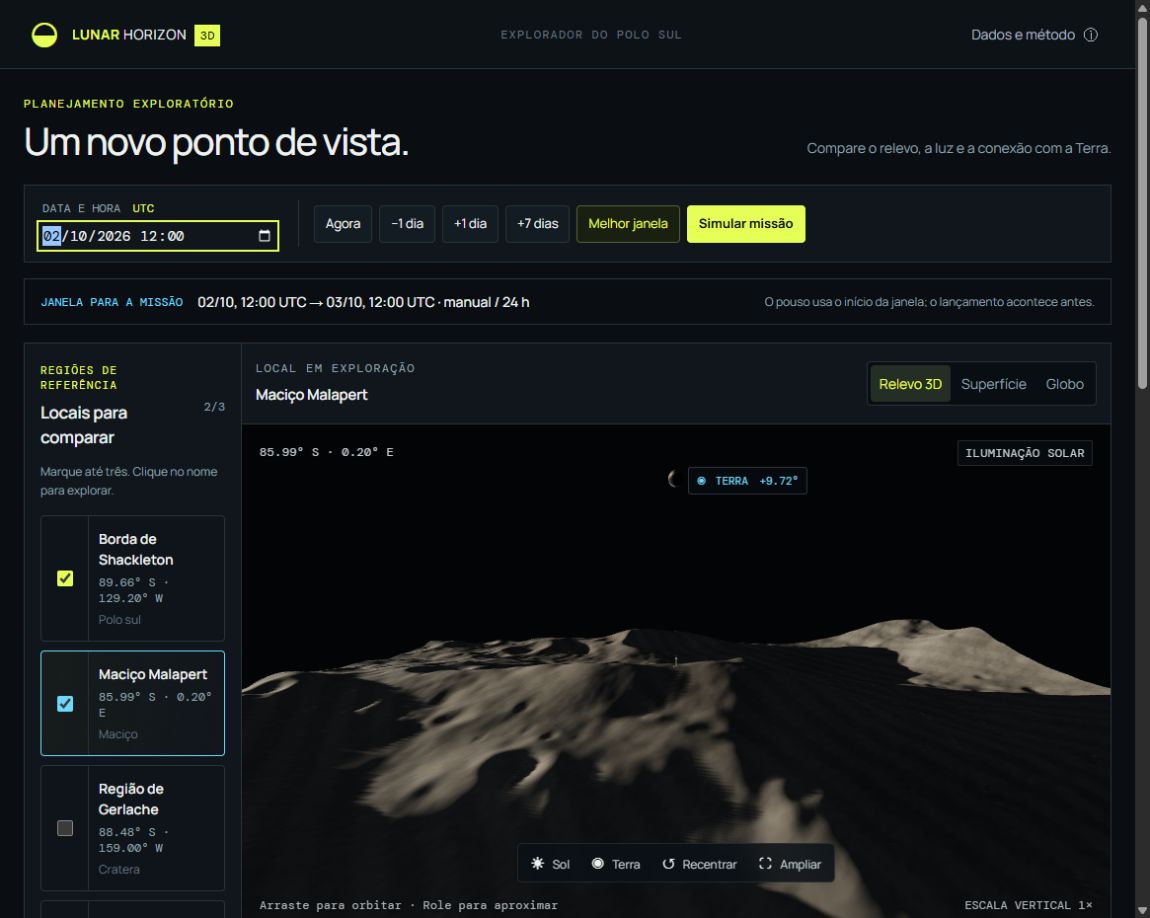 LUNAR HORIZON 3D
EXPLORADOR DO POLO SUL
Dados e método
PLANEJAMENTO EXPLORATÓRIO
Um novo ponto de vista.
Compare o relevo, a luz e a conexão com a Terra.
DATA E HORA UTC
02/10/2026 12:00
Agora
−1 dia
+1 dia
+7 dias
Melhor janela
Simular missão
JANELA PARA A MISSÃO 02/10, 12:00 UTC → 03/10, 12:00 UTC · manual / 24 h
O pouso usa o início da janela; o lançamento acontece antes.
REGIÕES DE
REFERÊNCIA
Locais para
comparar
2/3
Marque até três. Clique no nome
para explorar.
Borda de
Shackleton
89.66° S ·
129.20° W
Polo sul
Maciço Malapert
85.99° S · 0.20°
E
Maciço
Região de
Gerlache
88.48° S ·
159.00° W
Cratera
LOCAL EM EXPLORAÇÃO
Maciço Malapert
Relevo 3D
Superfície
Globo
85.99° S · 0.20° E
ILUMINAÇÃO SOLAR
TERRA +9.72°
Sol
Terra
Recentrar
Ampliar
Arraste para orbitar · Role para aproximar
ESCALA VERTICAL 1×